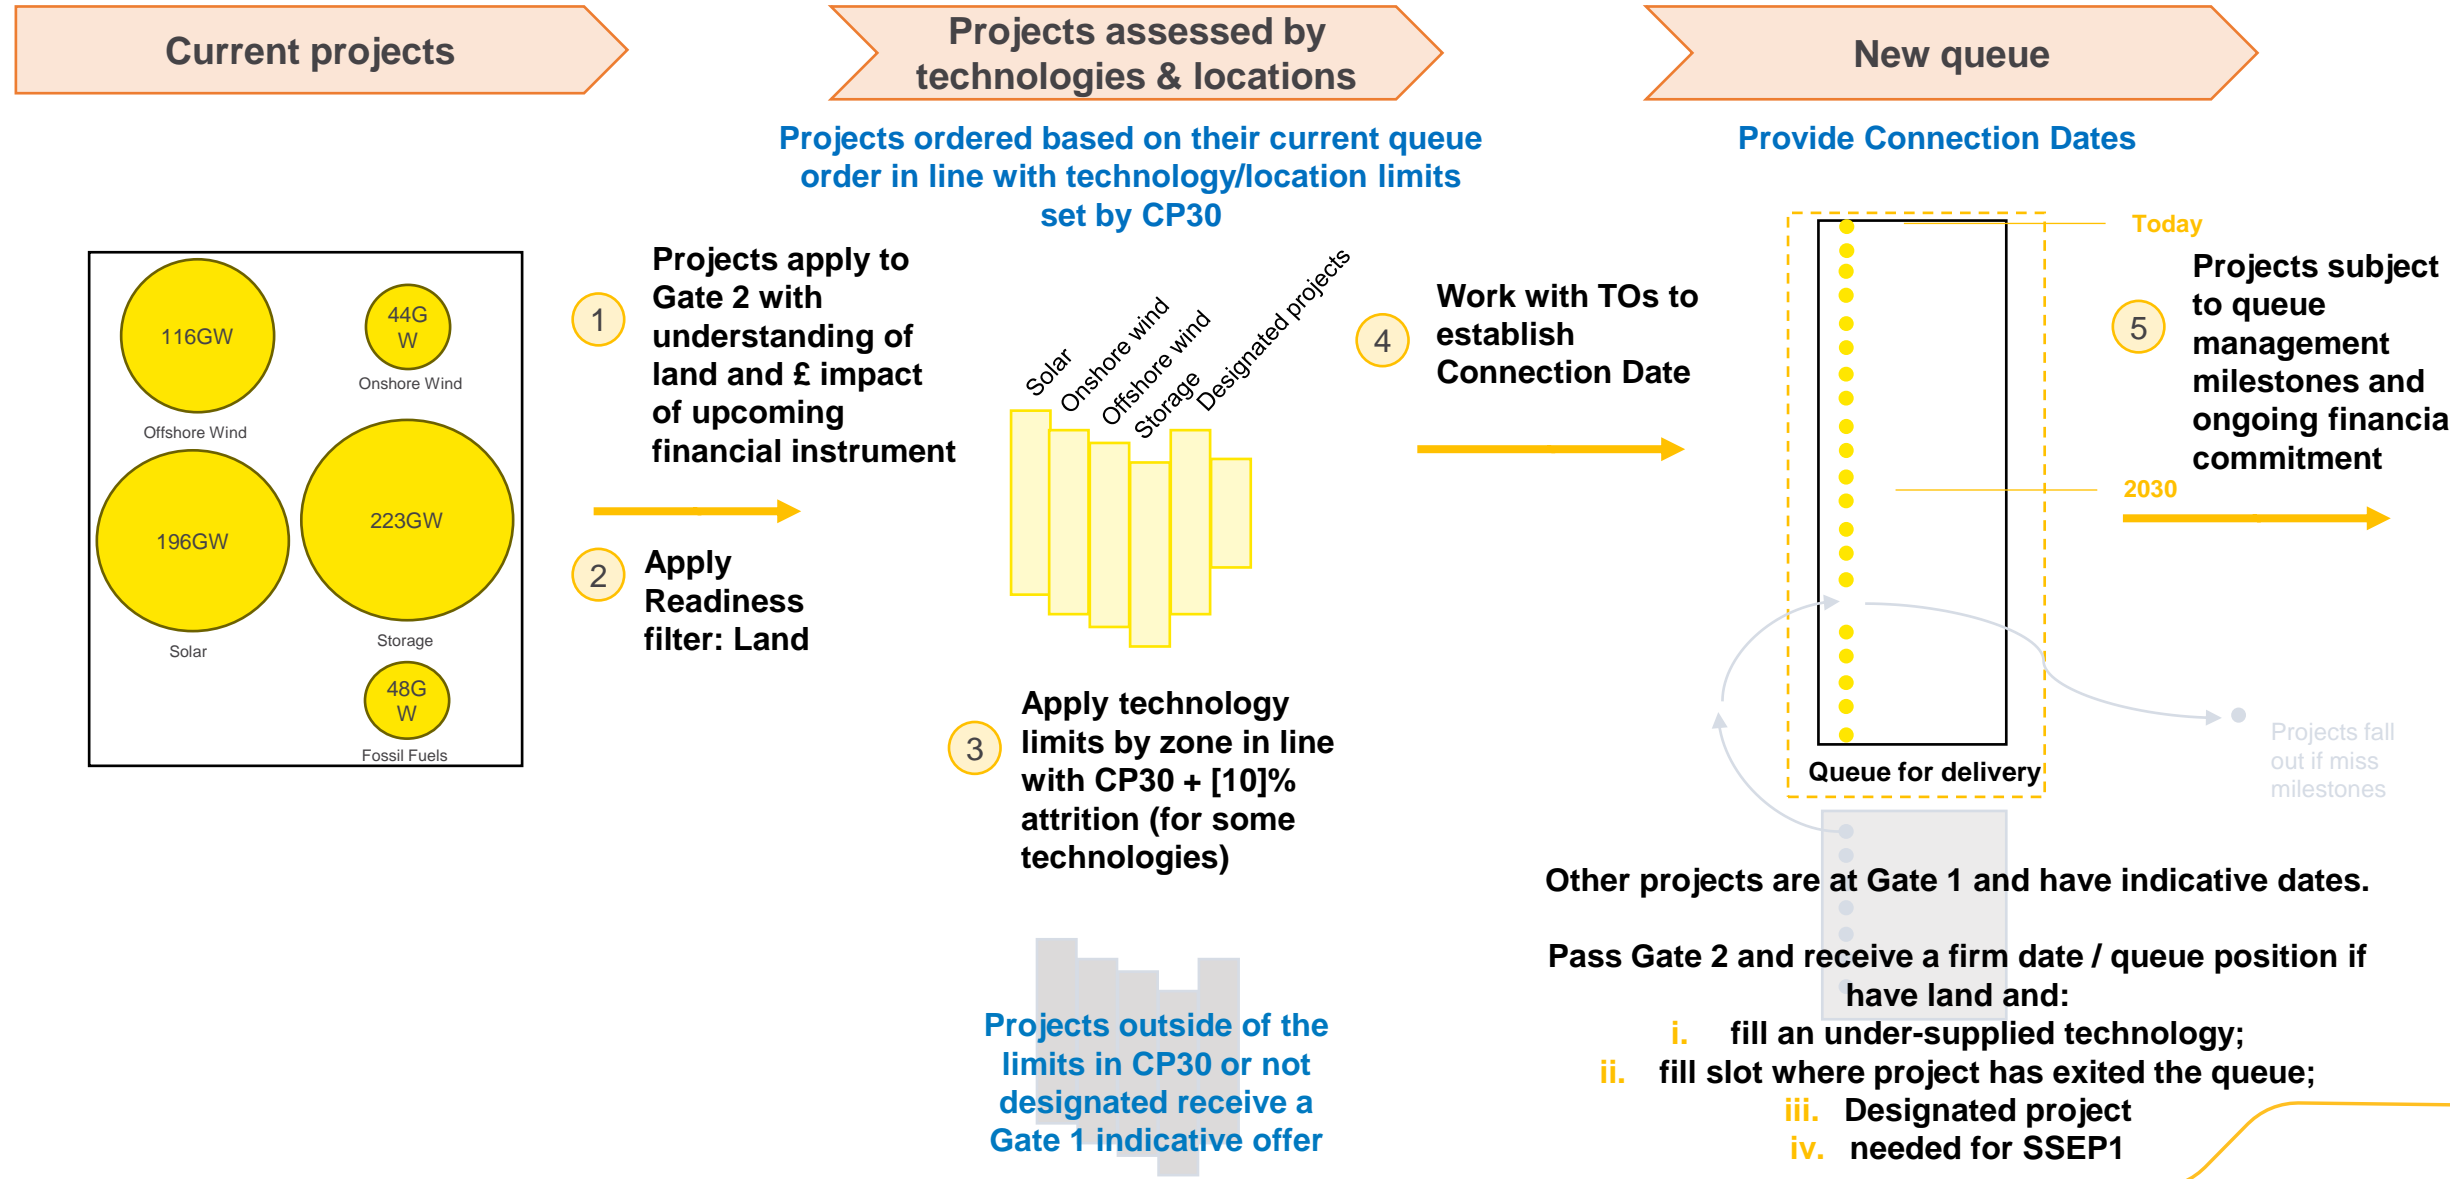 Current projects
Projects assessed by
technologies & locations
New queue
Projects ordered based on their current queue
order in line with technology/location limits
set by CP30
Provide Connection Dates
116GW
Offshore Wind
44G
W
Onshore Wind
196GW
Solar
223GW
Storage
48G
W
Fossil Fuels
1
Projects apply to
Gate 2 with
understanding of
land and £ impact
of upcoming
financial instrument
2
Apply
Readiness
filter: Land
Solar
Onshore wind
Offshore wind
Storage
Designated projects
3
Apply technology
limits by zone in line
with CP30 + [10]%
attrition (for some
technologies)
Projects outside of the
limits in CP30 or not
designated receive a
Gate 1 indicative offer
4
Work with TOs to
establish
Connection Date
Today
2030
Queue for delivery
5
Projects subject
to queue
management
milestones and
ongoing financia
commitment
Projects fall
out if miss
milestones
Other projects are at Gate 1 and have indicative dates.
Pass Gate 2 and receive a firm date / queue position if
have land and:
i. fill an under-supplied technology;
ii. fill slot where project has exited the queue;
iii. Designated project
iv. needed for SSEP1